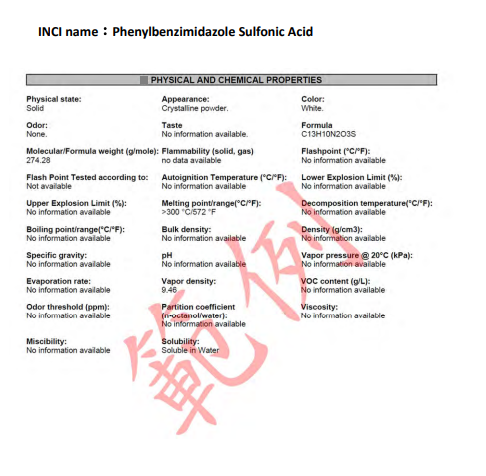 INCI name：Phenylbenzimidazole Sulfonic Acid
PHYSICAL AND CHEMICAL PROPERTIES
Physical state: Appearance: Color:
Solid Crystalline powder. White.
Odor: Taste Formula
None. No information available. C13H10N2O3S
Molecular/Formula weight (g/mole): Flammability (solid, gas) Flashpoint (°C/°F):
274.28 no data available No information available.
Flash Point Tested according to: Autoignition Temperature (°C/°F): Lower Explosion Limit (%):
Not available No information available No information available
Upper Explosion Limit (%): Melting point/range(°C/°F): Decomposition temperature(°C/°F):
No information available >300 °C/572 °F No information available
Boiling point/range(°C/°F): Bulk density: Density (g/cm3):
No information available No information available No information available
Specific gravity: pH Vapor pressure @ 20°C (kPa):
No information available No information available No information available
Evaporation rate: Vapor density: VOC content (g/L):
No information available 9.46 No information available
Odor threshold (ppm): Partition coefficient Viscosity:
No information available (n-octanol/water): No information available
No information available
Miscibility: Solubility:
No information available Soluble in Water
範例